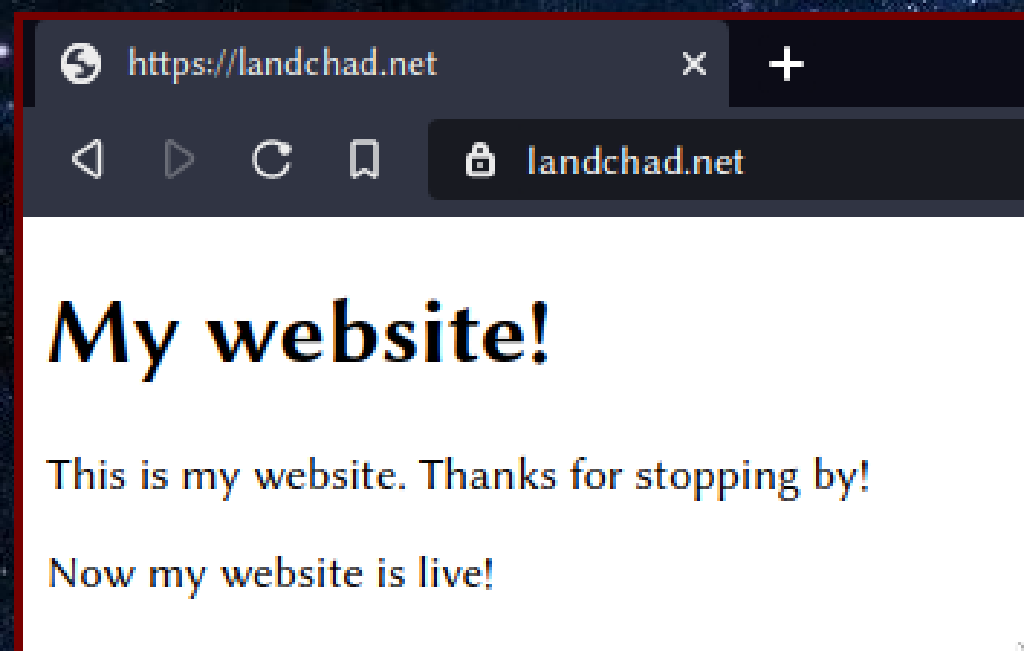 https://landchad.net
landchad.net
My website!
This is my website. Thanks for stopping by!
Now my website is live!